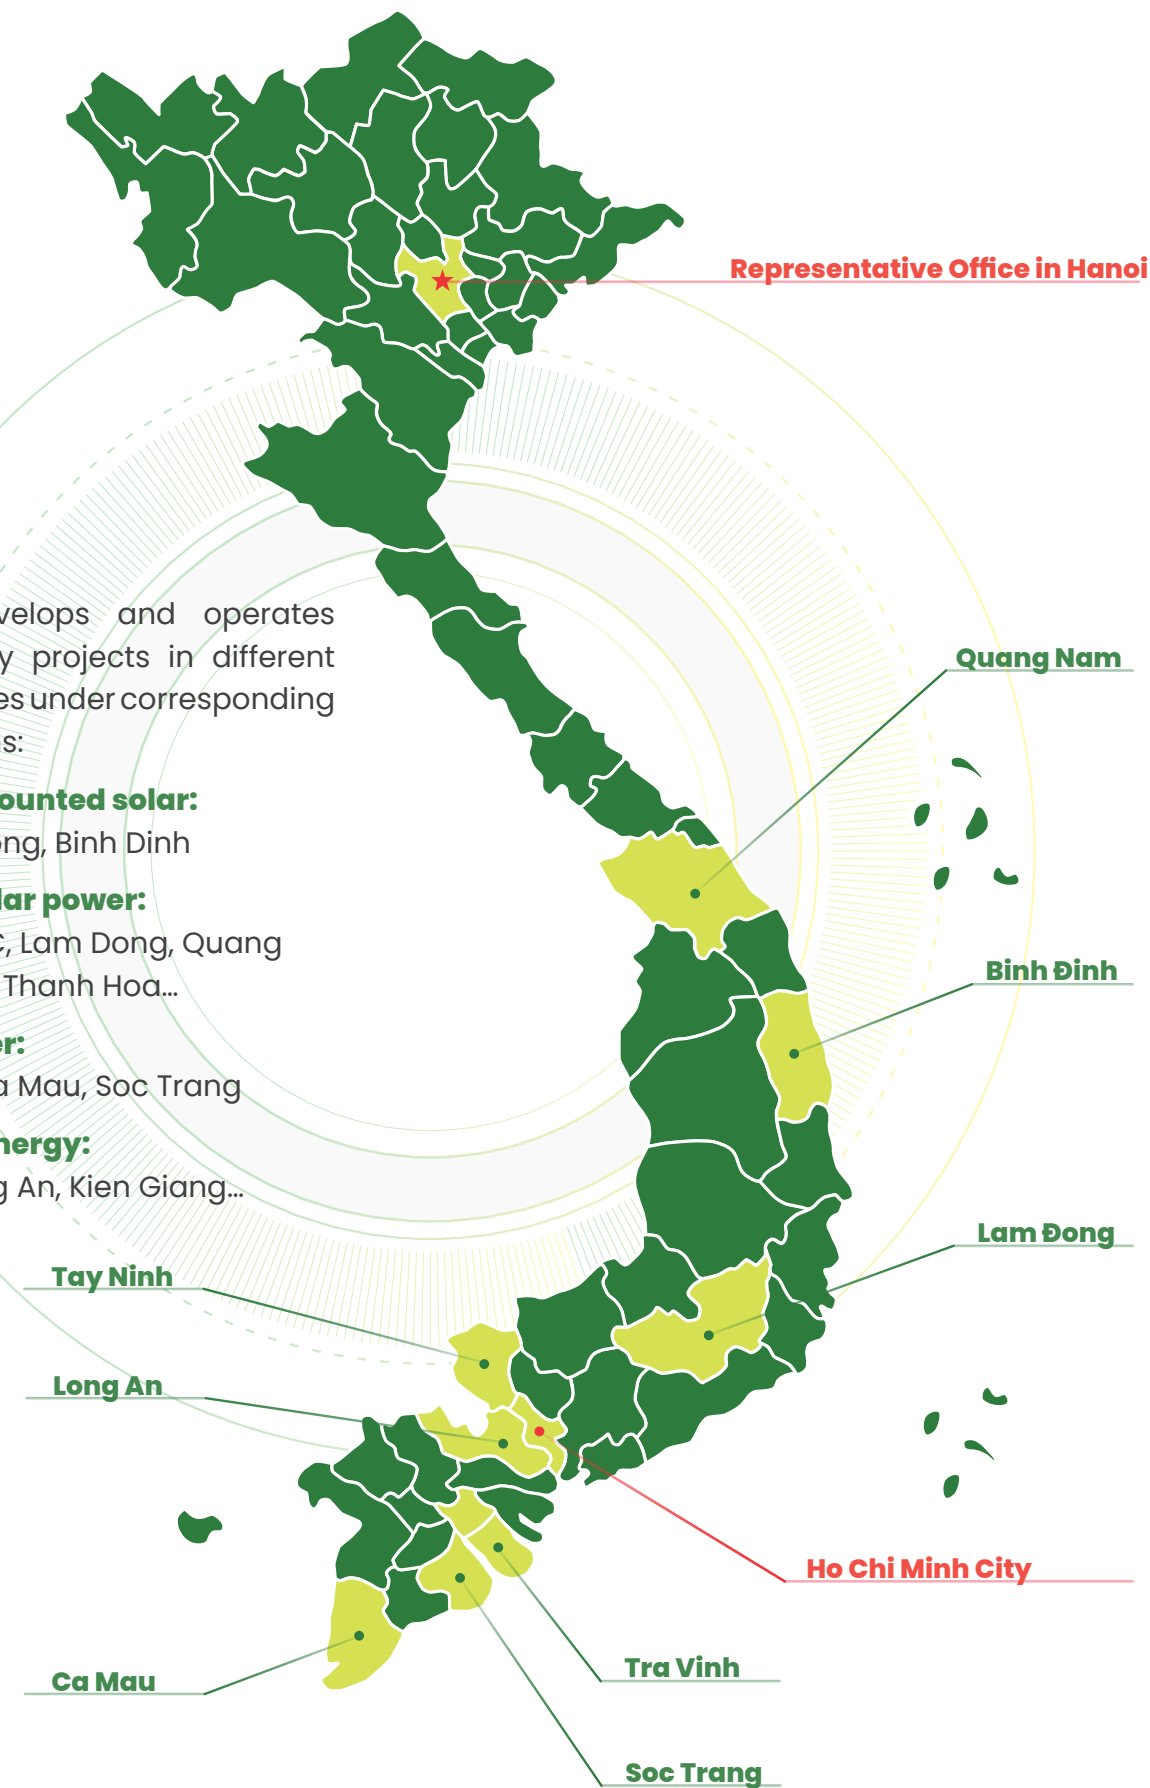 Representative Office in Hanoi
velops and operates
y projects in different
es under corresponding
s:
Quang Nam
ounted solar:
ng, Binh Dinh
lar power:
C, Lam Dong, Quang
Thanh Hoa...
Binh Đinh
er:
a Mau, Soc Trang
nergy:
g An, Kien Giang...
Lam Đong
Tay Ninh
Long An
Ho Chi Minh City
Tra Vinh
Ca Mau
Soc Trang